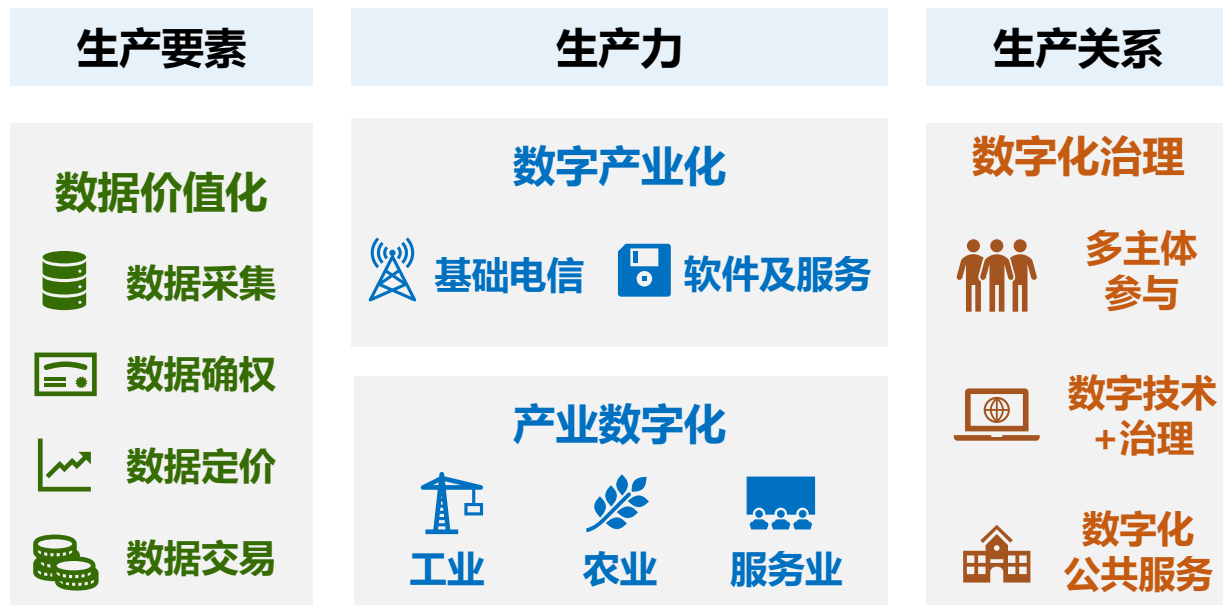 生产要素
数据价值化
数据采集
数据确权
数据定价
数据交易
生产力
数字产业化
基础电信
软件及服务
产业数字化
工业
农业
服务业
生产关系
数字化治理
多主体
参与
数字技术
+治理
数字化
公共服务